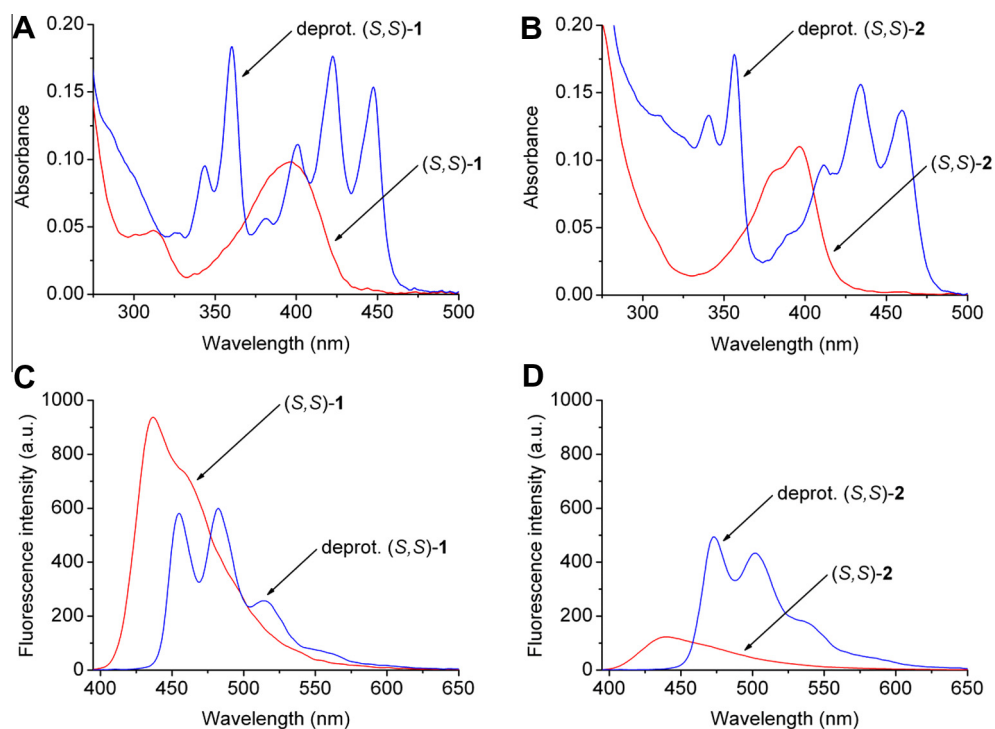 A
0.20
0.15
0.10
0.05
0.00
Absorbance
deprot. (S,S)-1
(S,S)-1
300 350 400 450 500
Wavelength (nm)
B
0.20
0.15
0.10
0.05
0.00
Absorbance
deprot. (S,S)-2
(S,S)-2
300 350 400 450 500
Wavelength (nm)
C
1000
800
600
400
200
0
Fluorescence intensity (a.u.)
(S,S)-1
deprot. (S,S)-1
400 450 500 550 600 650
Wavelength (nm)
D
1000
800
600
400
200
0
Fluorescence intensity (a.u.)
deprot. (S,S)-2
(S,S)-2
400 450 500 550 600 650
Wavelength (nm)